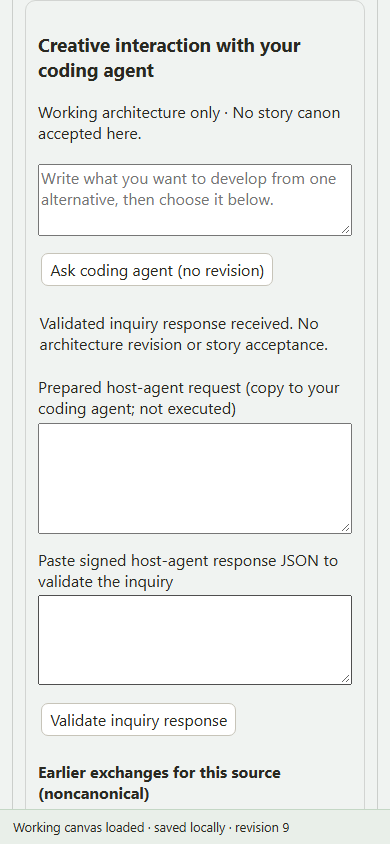 Creative interaction with your
coding agent
Working architecture only · No story canon
accepted here.
Write what you want to develop from one
alternative, then choose it below.
Ask coding agent (no revision)
Validated inquiry response received. No
architecture revision or story acceptance.
Prepared host-agent request (copy to your
coding agent; not executed)
Paste signed host-agent response JSON to
validate the inquiry
Validate inquiry response
Earlier exchanges for this source
(noncanonical)
Working canvas loaded · saved locally · revision 9